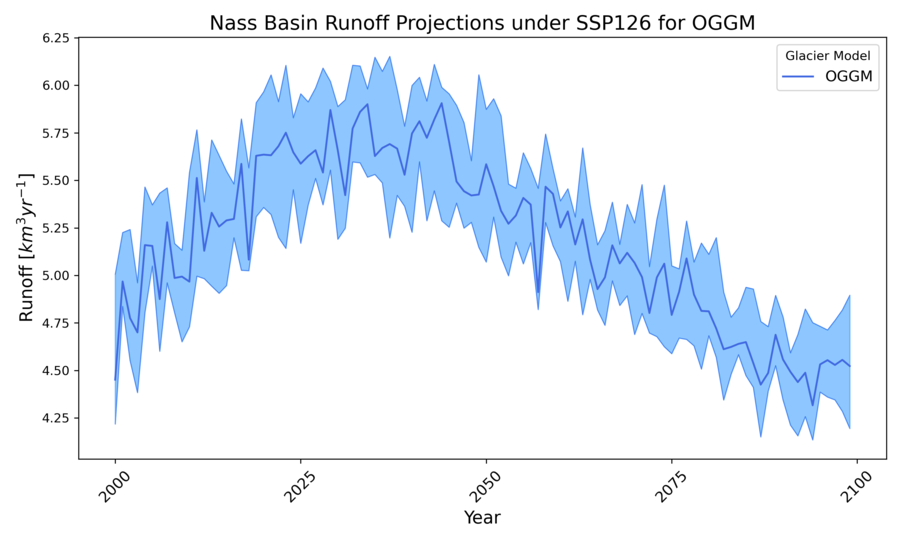 Nass Basin Runoff Projections under SSP126 for OGGM
Glacier Model
OGGM
Runoff [km³yr⁻¹]
6.25
6.00
5.75
5.50
5.25
5.00
4.75
4.50
4.25
2000
2025
2050
2075
2100
Year